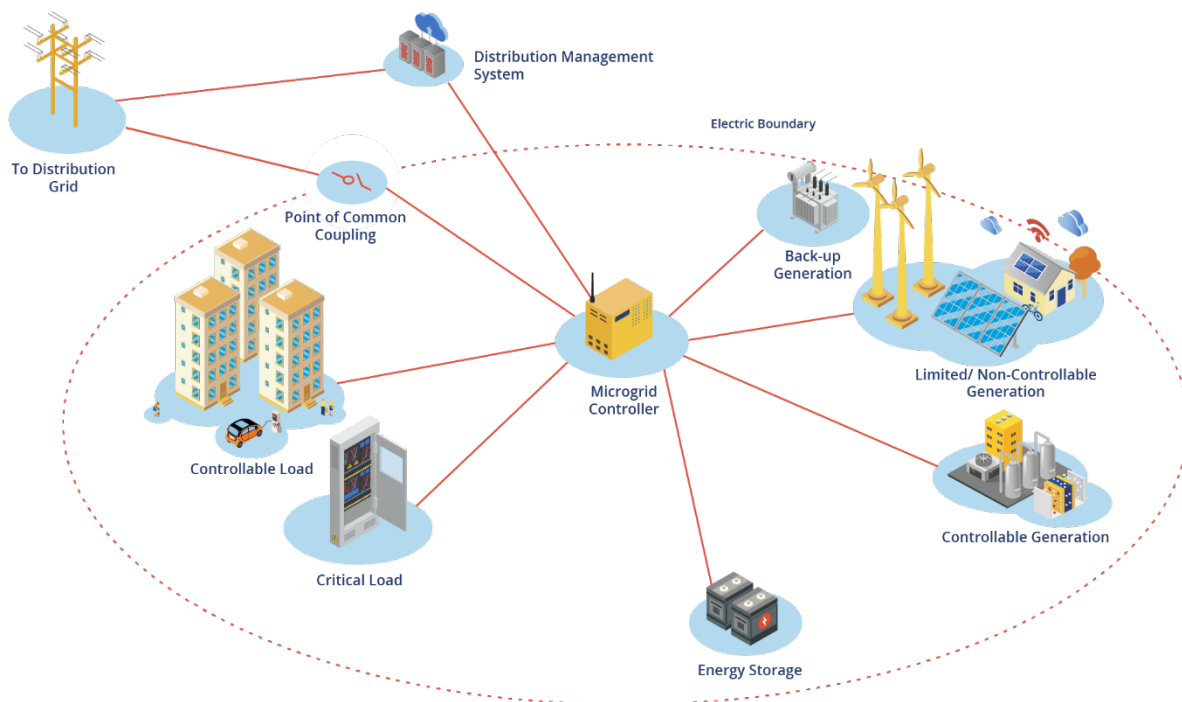 Distribution Management
System
Electric Boundary
To Distribution
Grid
Point of Common
Coupling
Back-up
Generation
Limited/ Non-Controllable
Generation
Microgrid
Controller
Controllable Load
Controllable Generation
Critical Load
Energy Storage